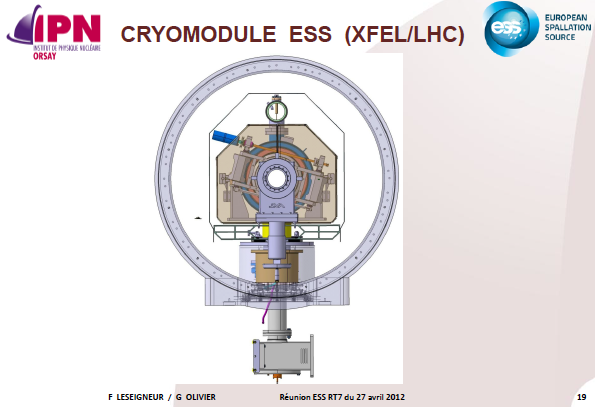 IPN
INSTITUT DE PHYSIQUE NUCLÉAIRE
ORSAY
CRYOMODULE ESS (XFEL/LHC)
ess
EUROPEAN
SPALLATION
SOURCE
F LESEIGNEUR / G OLIVIER
Réunion ESS RT7 du 27 avril 2012
19